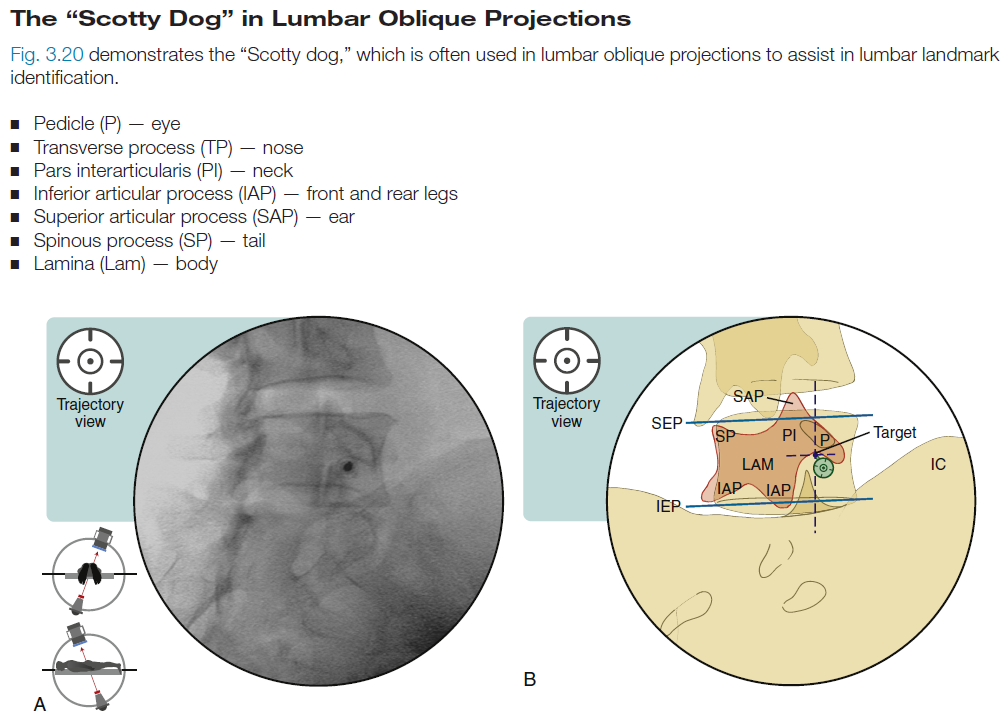 The “Scotty Dog” in Lumbar Oblique Projections
Fig. 3.20 demonstrates the “Scotty dog,” which is often used in lumbar oblique projections to assist in lumbar landmark
identification.
■ Pedicle (P) — eye
■ Transverse process (TP) — nose
■ Pars interarticularis (PI) — neck
■ Inferior articular process (IAP) — front and rear legs
■ Superior articular process (SAP) — ear
■ Spinous process (SP) — tail
■ Lamina (Lam) — body
Trajectory
view
A
Trajectory
view
SAP
SEP
SP
PI
P
Target
LAM
IC
IAP
IAP
IEP
B